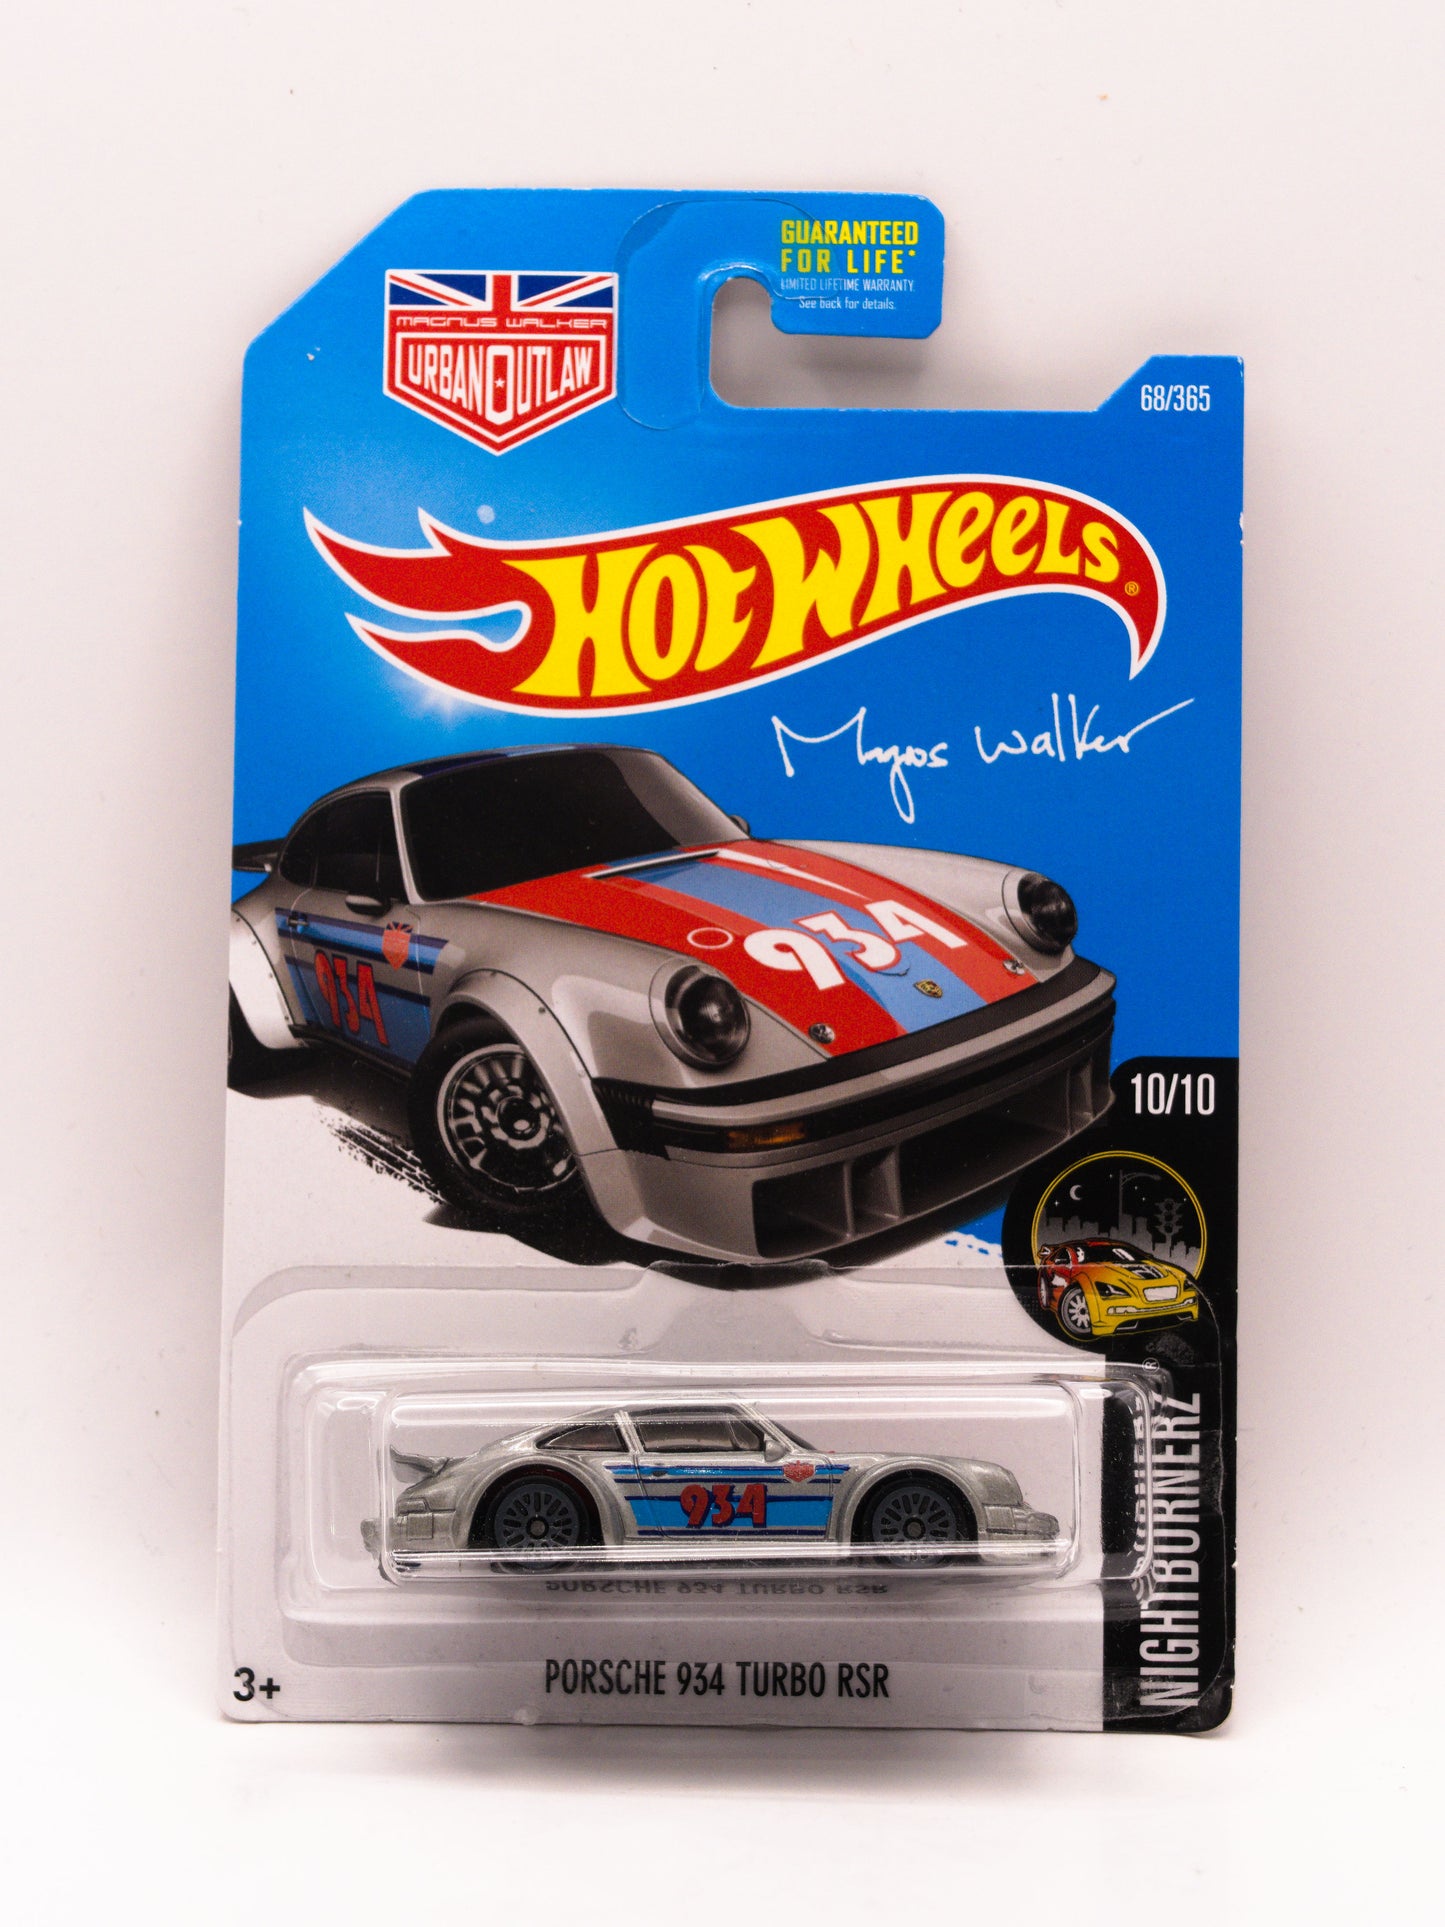 GUARANTEED
FOR LIFE*
LIMITED LIFETIME WARRANTY.
See back for details.
MAGNUS WALKER
URBAN OUTLAW
68/365
HOT WHEELS®
Magnus Walker
934
934
10/10
934
NIGHTBURNERZ®
PORSCHE 934 TURBO RSR
3+